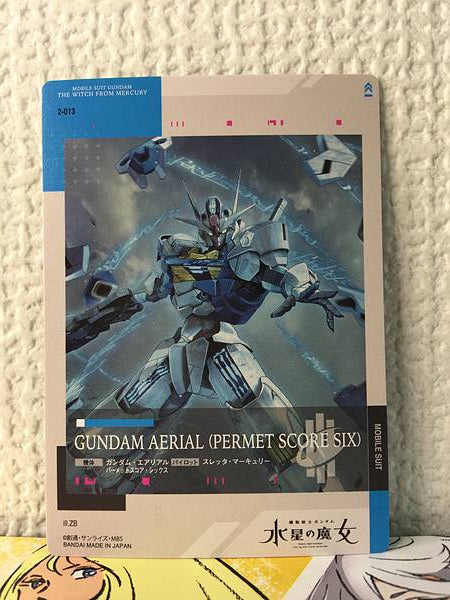 MOBILE SUIT GUNDAM
THE WITCH FROM MERCURY
2-013
GUNDAM AERIAL (PERMET SCORE SIX)
機体 ガンダム・エアリアル パイロット スレッタ・マーキュリー
パーメットスコア・シックス
MOBILE SUIT
iii.ZB
©創通・サンライズ・MBS
BANDAI MADE IN JAPAN
機動戦士ガンダム
水星の魔女